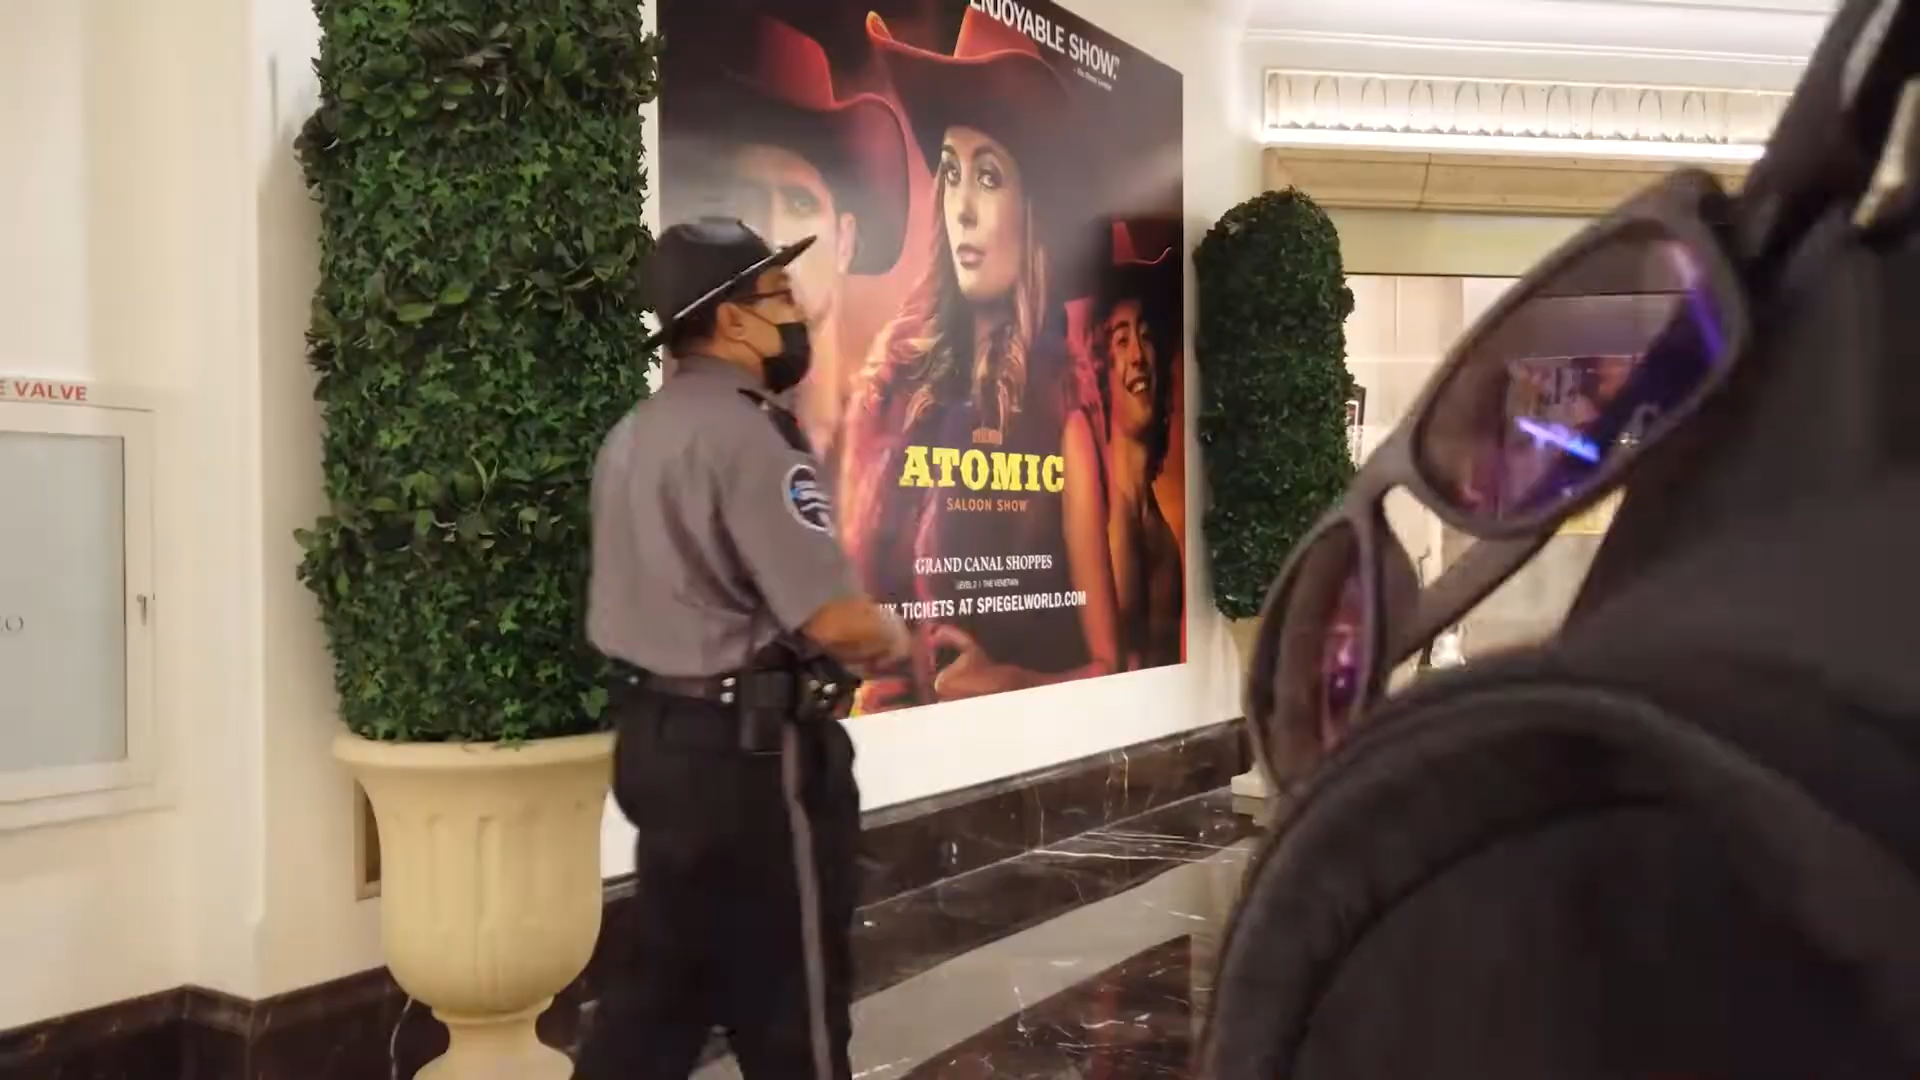 E VALVE
ENJOYABLE SHOW."
ATOMIC
SALOON SHOW
GRAND CANAL SHOPPES
LEVEL 2 | THE VENETIAN
TICKETS AT SPIEGELWORLD.COM